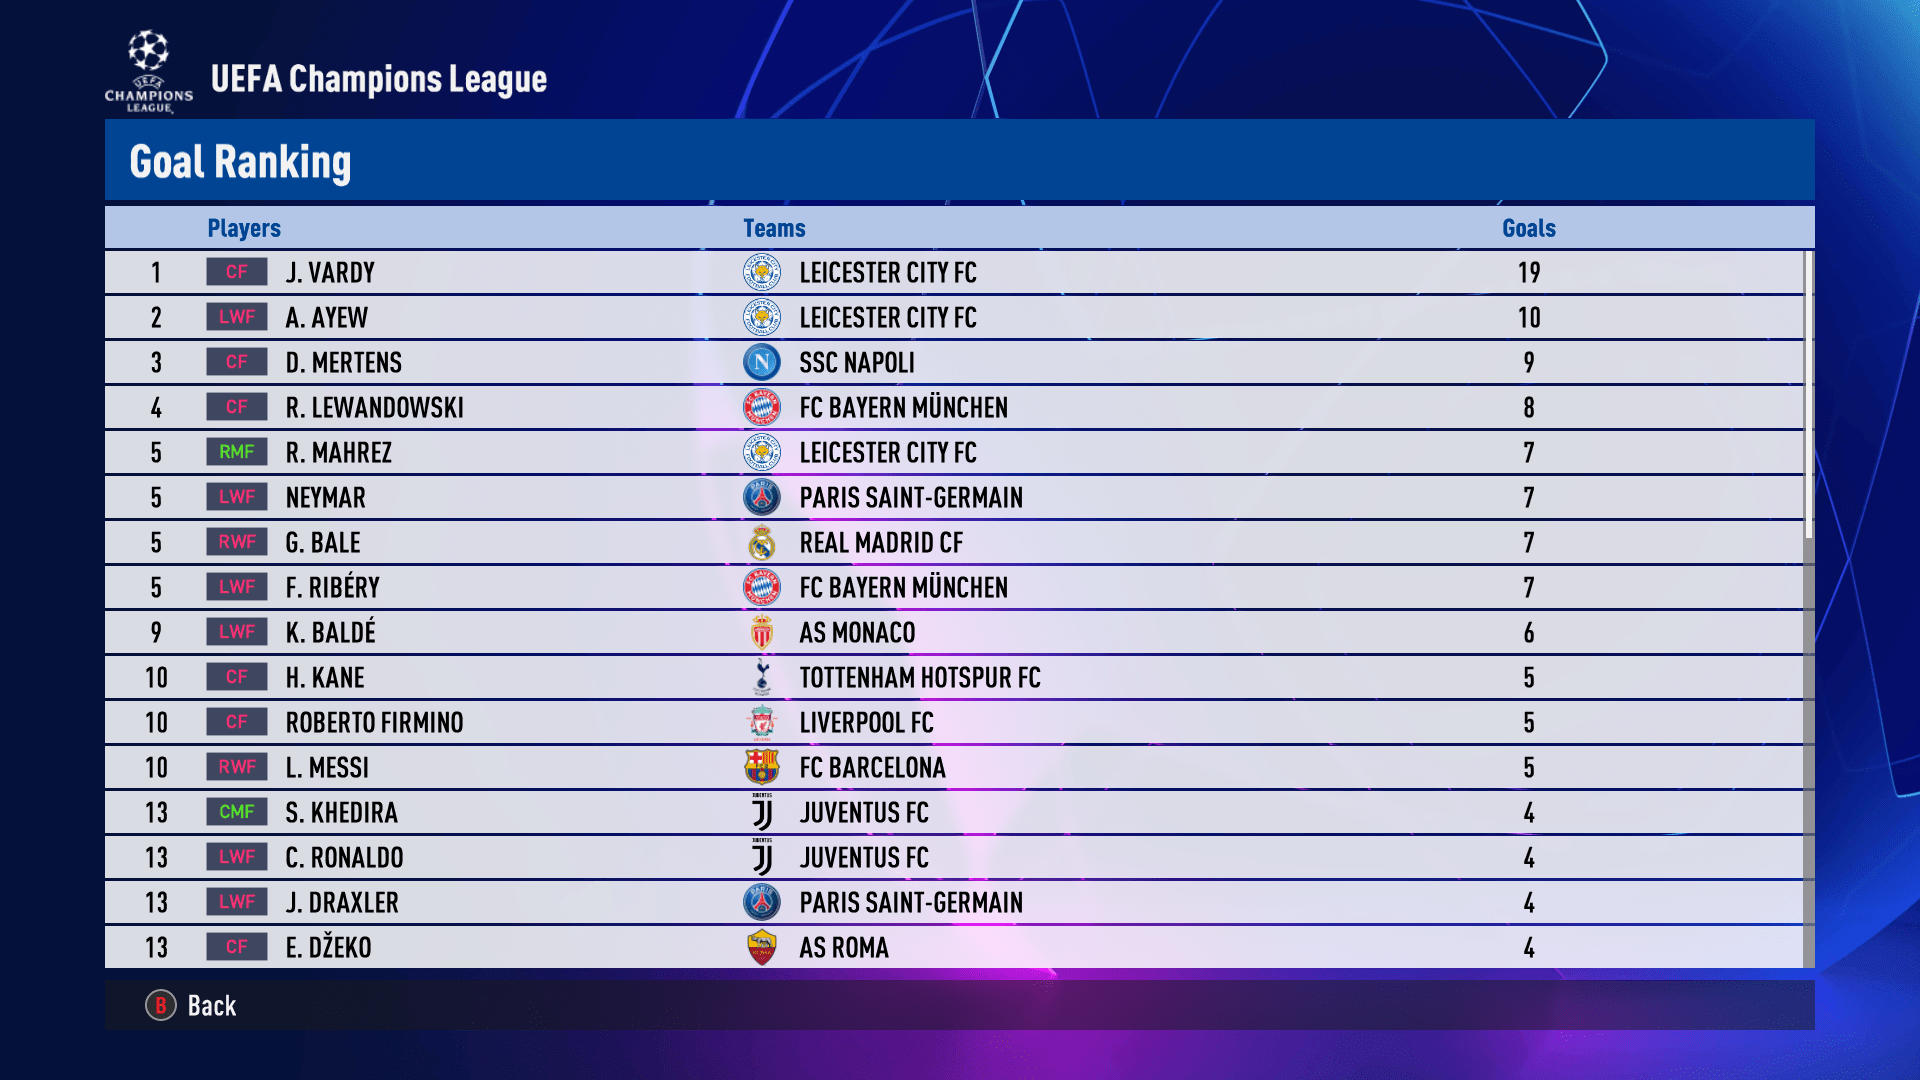 UEFA
CHAMPIONS
LEAGUE
UEFA Champions League
Goal Ranking
Players Teams Goals
1 CF J. VARDY LEICESTER CITY FC 19
2 LWF A. AYEW LEICESTER CITY FC 10
3 CF D. MERTENS SSC NAPOLI 9
4 CF R. LEWANDOWSKI FC BAYERN MÜNCHEN 8
5 RMF R. MAHREZ LEICESTER CITY FC 7
5 LWF NEYMAR PARIS SAINT-GERMAIN 7
5 RWF G. BALE REAL MADRID CF 7
5 LWF F. RIBÉRY FC BAYERN MÜNCHEN 7
9 LWF K. BALDÉ AS MONACO 6
10 CF H. KANE TOTTENHAM HOTSPUR FC 5
10 CF ROBERTO FIRMINO LIVERPOOL FC 5
10 RWF L. MESSI FC BARCELONA 5
13 CMF S. KHEDIRA JUVENTUS FC 4
13 LWF C. RONALDO JUVENTUS FC 4
13 LWF J. DRAXLER PARIS SAINT-GERMAIN 4
13 CF E. DŽEKO AS ROMA 4
B Back